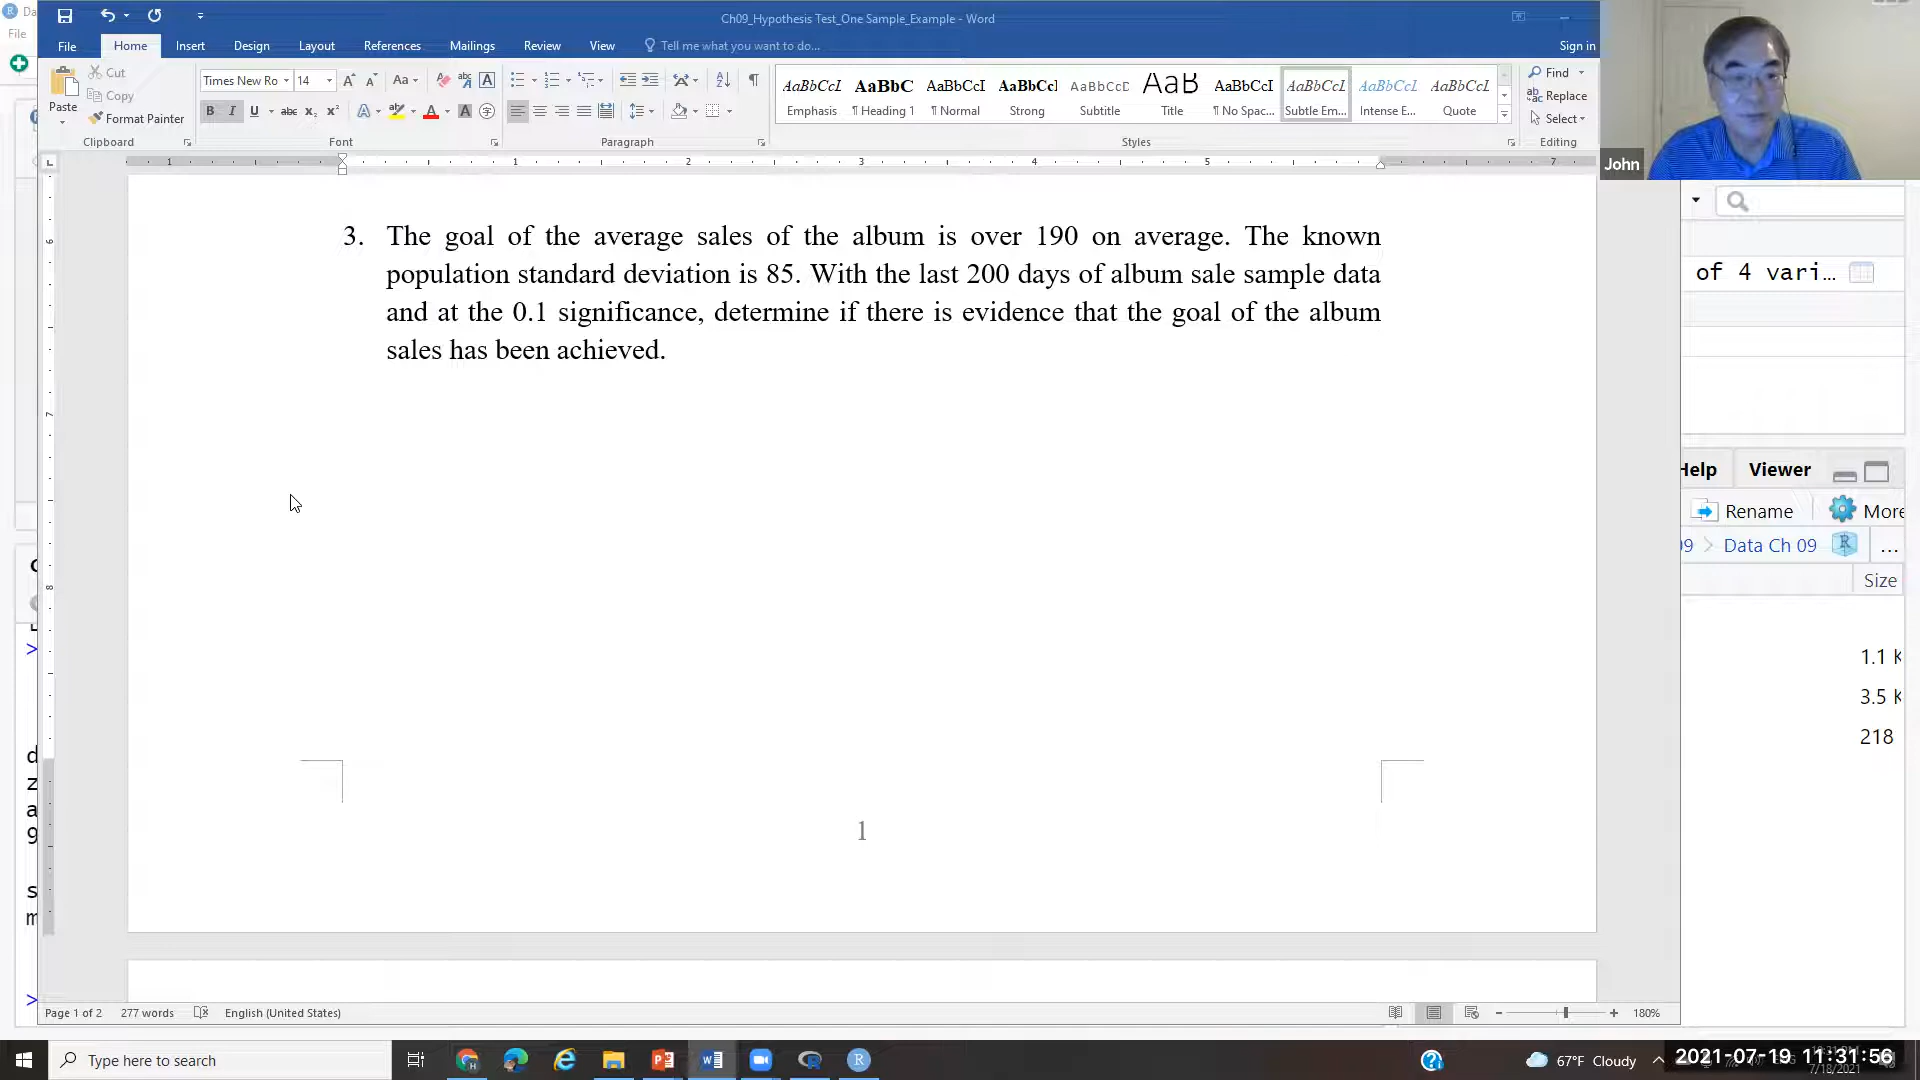 Ch09_Hypothesis Test_One Sample_Example - Word
File Home Insert Design Layout References Mailings Review View Tell me what you want to do... Sign in
Paste Cut Copy Format Painter
Times New Ro 14
AaBbCcI AaBbC AaBbCcI AaBbCcI AaBbCcD AaB AaBbCcI AaBbCcI AaBbCcI AaBbCcI
Emphasis ¶ Heading 1 ¶ Normal Strong Subtitle Title ¶ No Spac... Subtle Em... Intense E... Quote
Find
Replace
Select
Clipboard Font Paragraph Styles Editing
John
3. The goal of the average sales of the album is over 190 on average. The known
population standard deviation is 85. With the last 200 days of album sale sample data
and at the 0.1 significance, determine if there is evidence that the goal of the album
sales has been achieved.
1
of 4 vari...
Help Viewer
Rename More
09 Data Ch 09 ...
Size
1.1 K
3.5 K
218
Page 1 of 2 277 words English (United States) 180%
Type here to search
67°F Cloudy
2021-07-19 11:31:56
7/18/2021